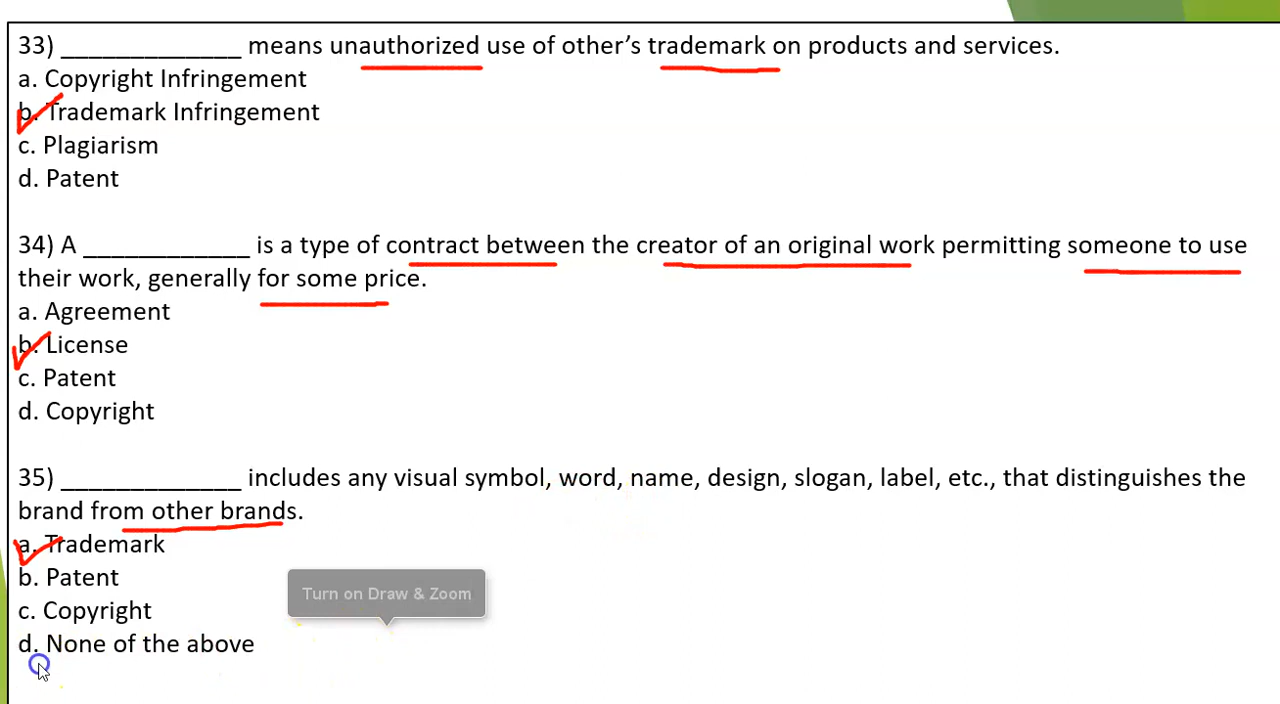 33) ______________ means unauthorized use of other's trademark on products and services.
a. Copyright Infringement
b. Trademark Infringement
c. Plagiarism
d. Patent
34) A _____________ is a type of contract between the creator of an original work permitting someone to use
their work, generally for some price.
a. Agreement
b. License
c. Patent
d. Copyright
35) ______________ includes any visual symbol, word, name, design, slogan, label, etc., that distinguishes the
brand from other brands.
a. Trademark
b. Patent
Turn on Draw & Zoom
c. Copyright
d. None of the above